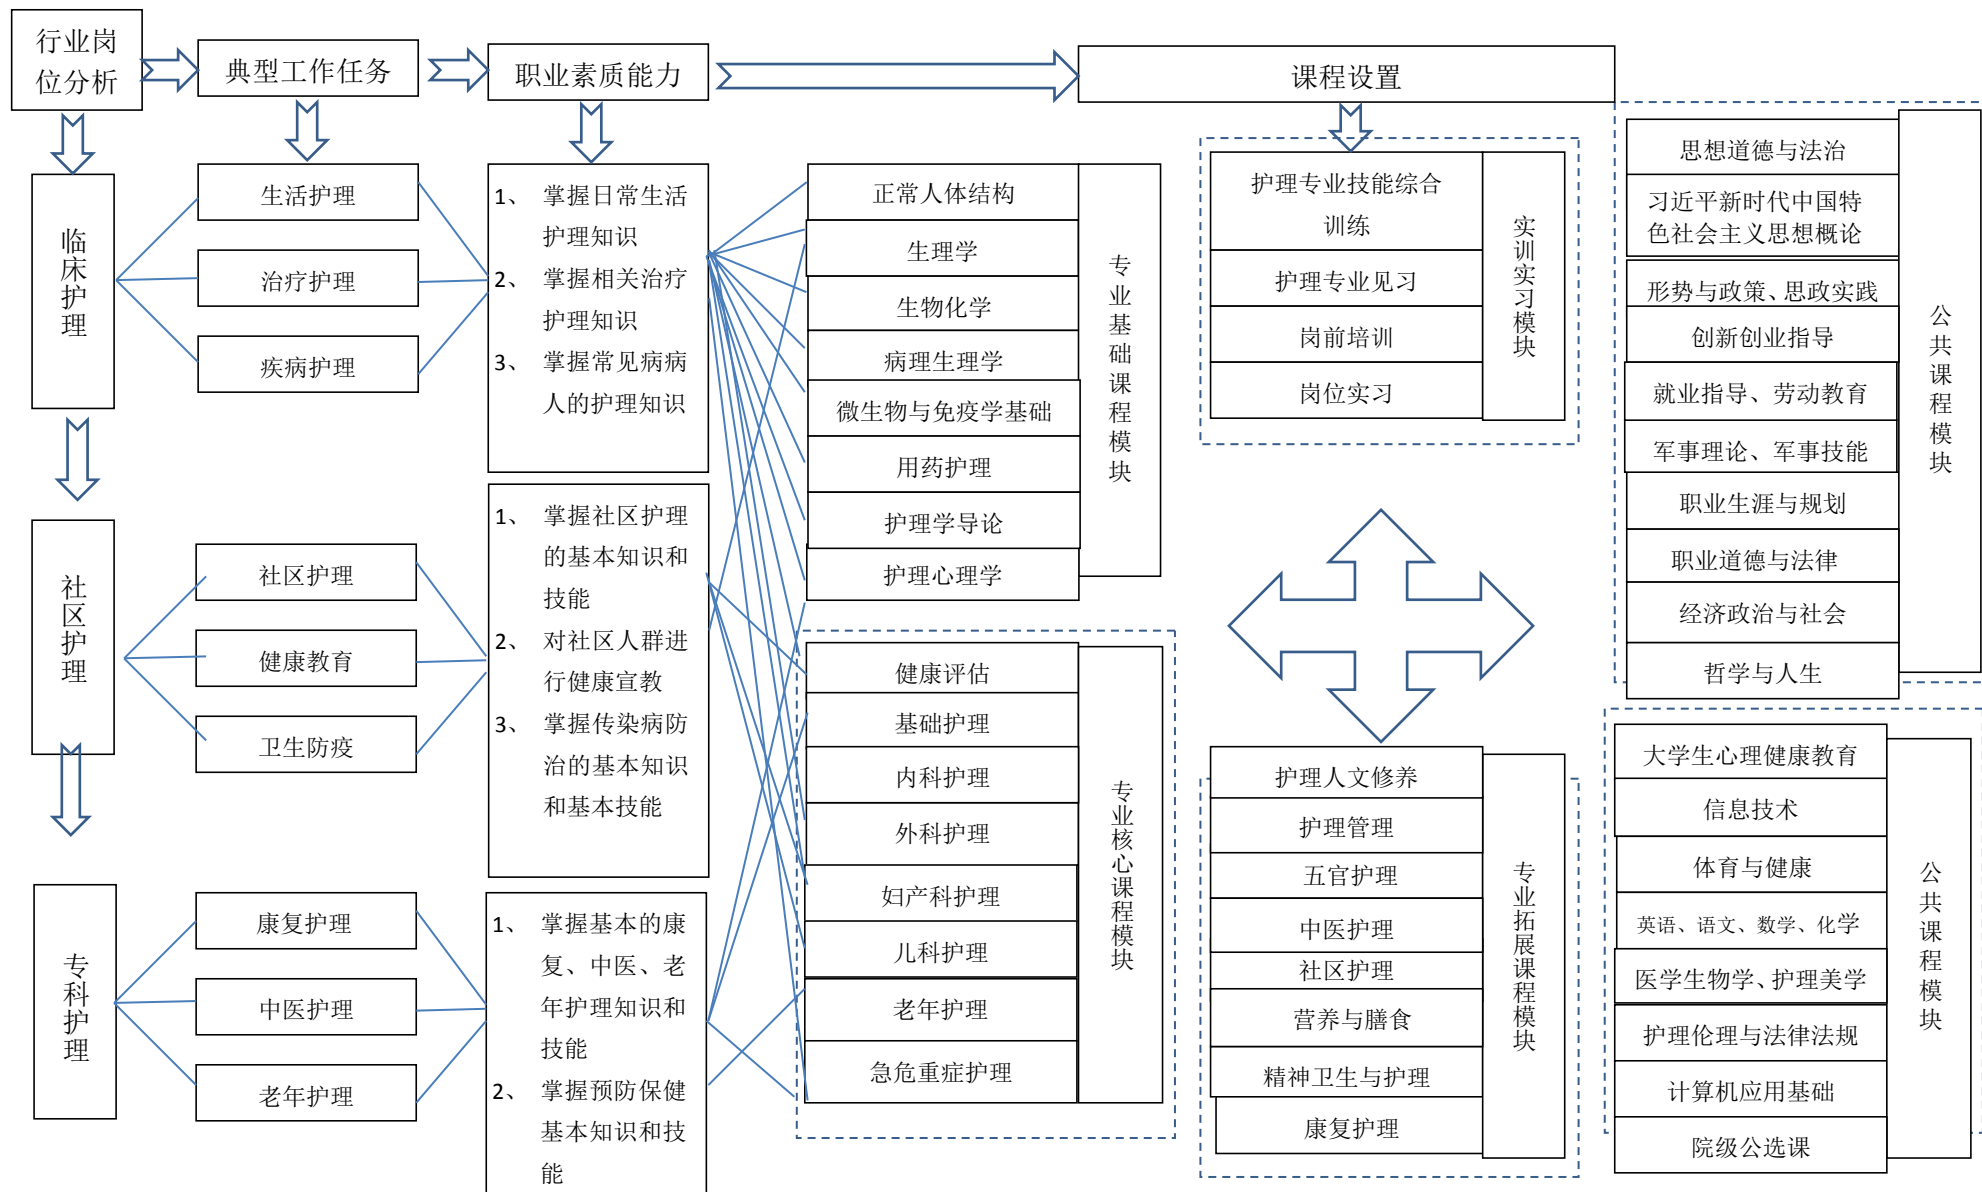 行业岗
位分析
典型工作任务
职业素质能力
课程设置
临床护理
生活护理
治疗护理
疾病护理
1、 掌握日常生活
护理知识
2、 掌握相关治疗
护理知识
3、 掌握常见病病
人的护理知识
社区护理
社区护理
健康教育
卫生防疫
1、 掌握社区护理
的基本知识和
技能
2、 对社区人群进
行健康宣教
3、 掌握传染病防
治的基本知识
和基本技能
专科护理
康复护理
中医护理
老年护理
1、 掌握基本的康
复、中医、老
年护理知识和
技能
2、 掌握预防保健
基本知识和技
能
正常人体结构
生理学
生物化学
病理生理学
微生物与免疫学基础
用药护理
护理学导论
护理心理学
专业基础课程模块
健康评估
基础护理
内科护理
外科护理
妇产科护理
儿科护理
老年护理
急危重症护理
专业核心课程模块
护理专业技能综合
训练
护理专业见习
岗前培训
岗位实习
实训实习模块
护理人文修养
护理管理
五官护理
中医护理
社区护理
营养与膳食
精神卫生与护理
康复护理
专业拓展课程模块
思想道德与法治
习近平新时代中国特
色社会主义思想概论
形势与政策、思政实践
创新创业指导
就业指导、劳动教育
军事理论、军事技能
职业生涯与规划
职业道德与法律
经济政治与社会
哲学与人生
公共课程模块
大学生心理健康教育
信息技术
体育与健康
英语、语文、数学、化学
医学生物学、护理美学
护理伦理与法律法规
计算机应用基础
院级公选课
公共课程模块